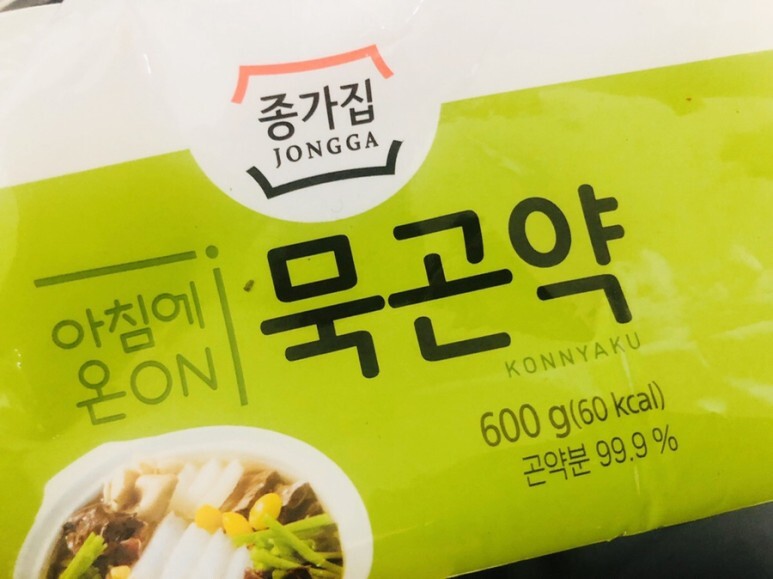 종가집
JONGGA
아침에
온ON
묵곤약
KONNYAKU
600 g(60 kcal)
곤약분 99.9 %